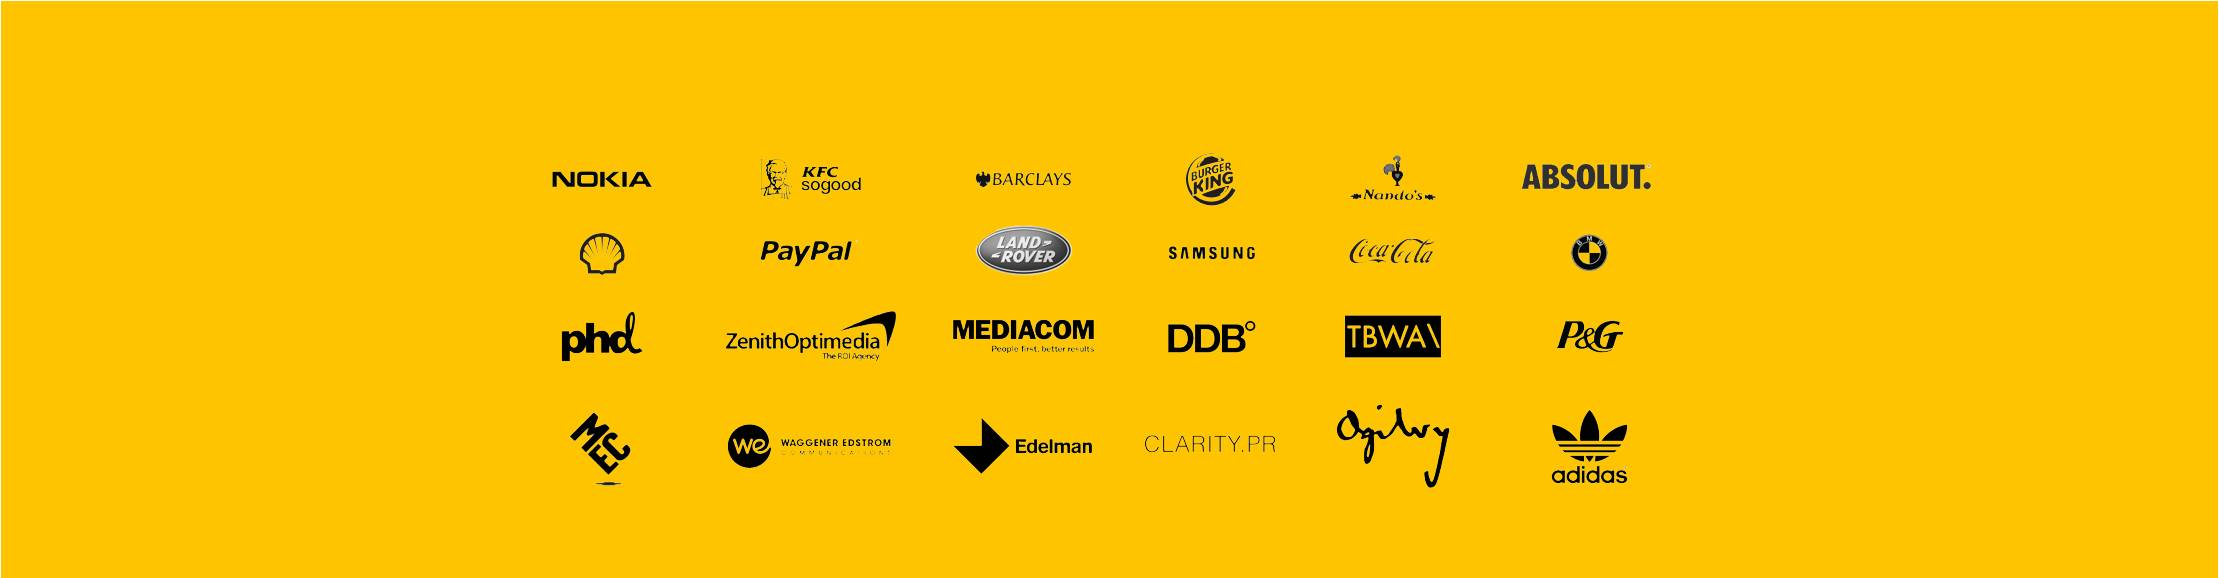 NOKIA
KFC
sogood
BARCLAYS
BURGER
KING
Nando's
ABSOLUT.
PayPal
LAND
ROVER
SAMSUNG
Coca-Cola
BMW
phd
ZenithOptimedia
The ROI Agency
MEDIACOM
People first, better results
DDB°
TBWA\
P&G
MEC
we
WAGGENER EDSTROM
COMMUNICATIONS
Edelman
CLARITY.PR
Ogilvy
adidas